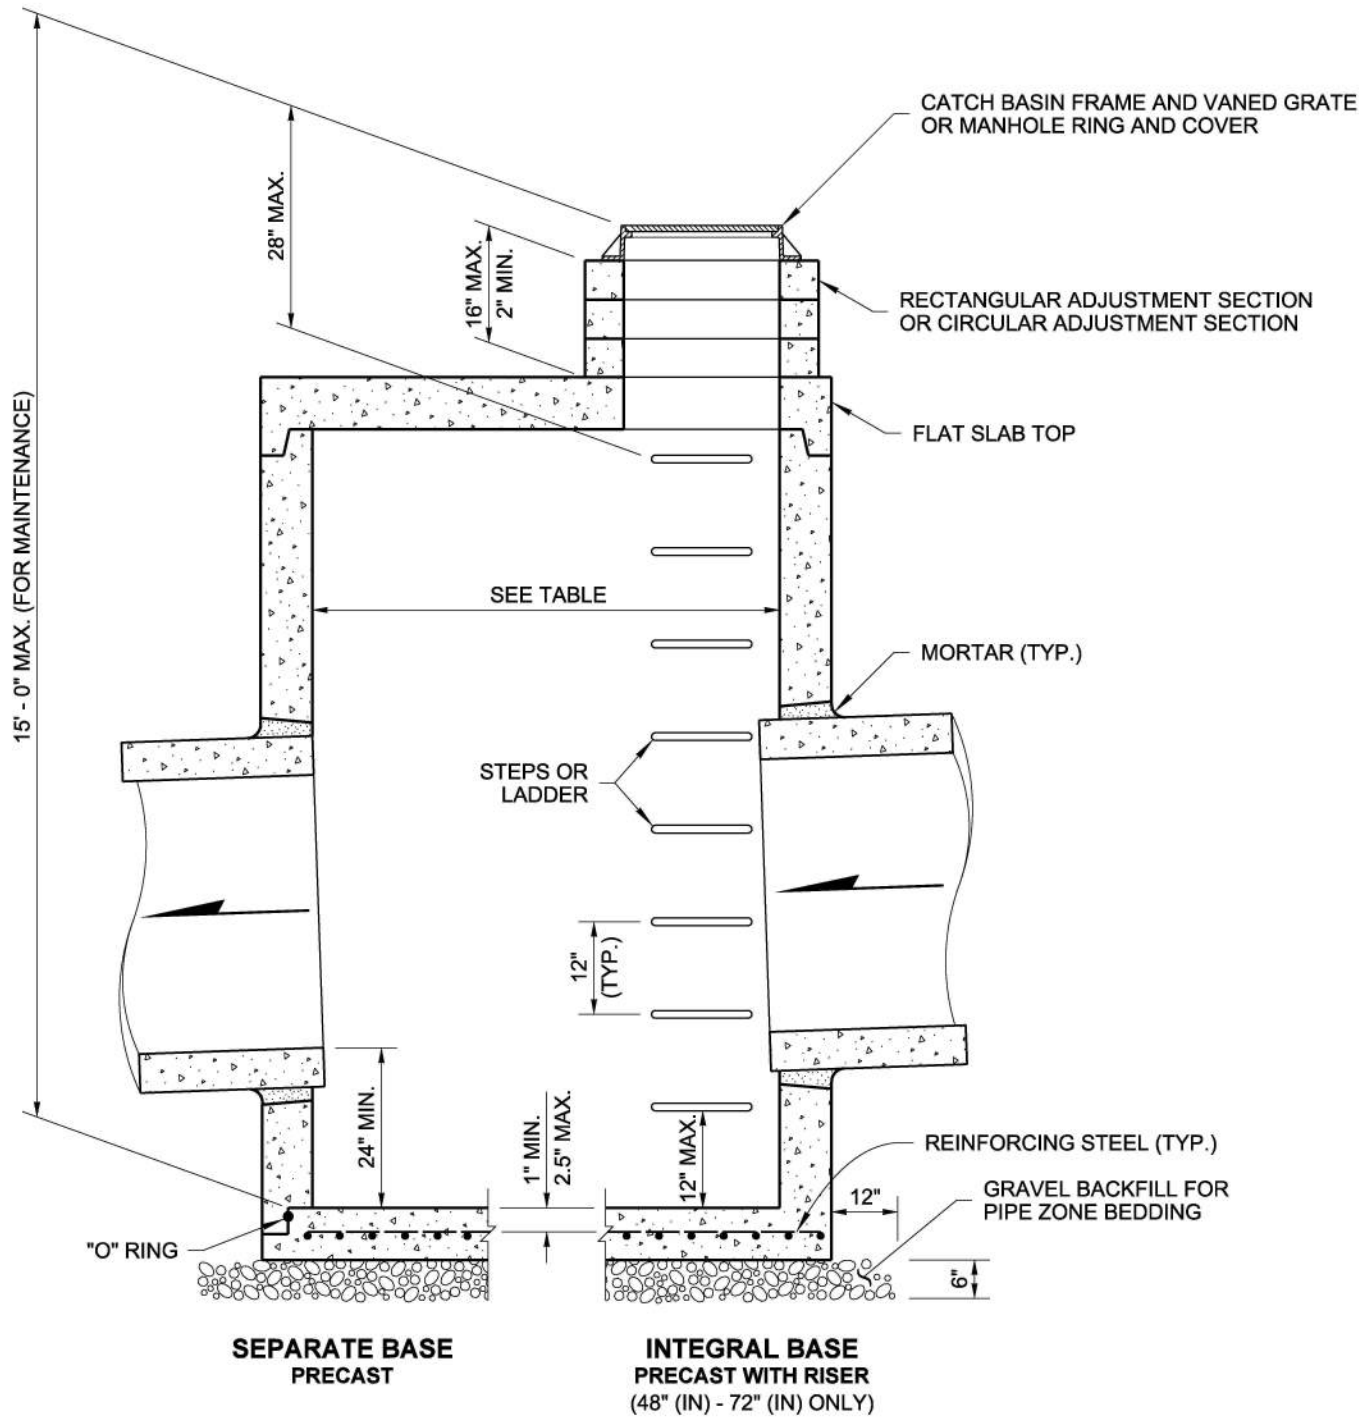 CATCH BASIN FRAME AND VANED GRATE
OR MANHOLE RING AND COVER
28" MAX.
16" MAX.
2" MIN.
RECTANGULAR ADJUSTMENT SECTION
OR CIRCULAR ADJUSTMENT SECTION
FLAT SLAB TOP
15' - 0" MAX. (FOR MAINTENANCE)
SEE TABLE
MORTAR (TYP.)
STEPS OR
LADDER
12"
(TYP.)
24" MIN.
1" MIN.
2.5" MAX.
12" MAX.
REINFORCING STEEL (TYP.)
12"
GRAVEL BACKFILL FOR
PIPE ZONE BEDDING
"O" RING
6"
SEPARATE BASE
PRECAST
INTEGRAL BASE
PRECAST WITH RISER
(48" (IN) - 72" (IN) ONLY)